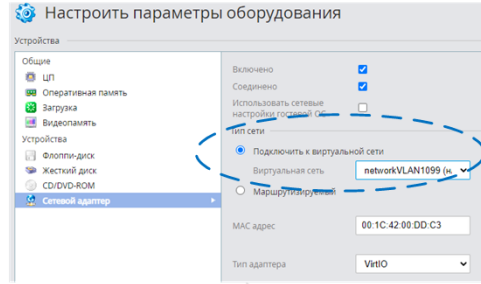 Настроить параметры оборудования
Устройства
Общие
ЦП
Оперативная память
Загрузка
Видеопамять
Устройства
Флоппи-диск
Жесткий диск
CD/DVD-ROM
Сетевой адаптер
Включено
Соединено
Использовать сетевые
настройки гостевой ОС
Тип сети
Подключить к виртуальной сети
Виртуальная сеть networkVLAN1099 (н
Маршрутизируемый
MAC адрес 00:1C:42:00:DD:C3
Тип адаптера VirtIO